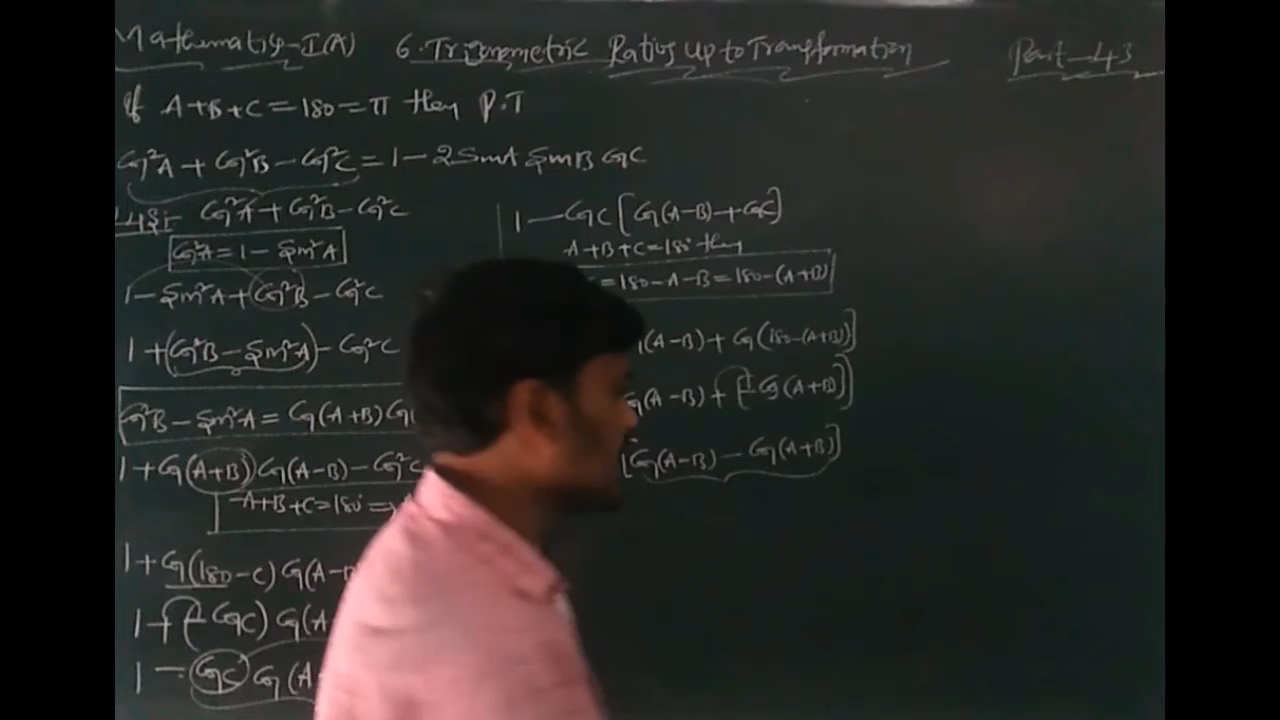 Mathematics-I(A) 6. Trigonometric Ratios up to Transformation Part-43
If A+B+C=180=π then P.T
Cos²A+Cos²B-Cos²C=1-2SinA SinB CosC
L.H.S:- Cos²A+Cos²B-Cos²C
Cos²A=1-Sin²A
1-Sin²A+Cos²B-Cos²C
1+(Cos²B-Sin²A)-Cos²C
Cos²B-Sin²A=Cos(A+B)Cos(
1+Cos(A+B)Cos(A-B)-Cos²C
A+B+C=180°⇒
1+Cos(180-C)Cos(A-B
1+(-CosC)Cos(A-
1-CosC Cos(A-
1-CosC[Cos(A-B)+CosC]
A+B+C=180° then
=180-A-B=180-(A+B)
(A-B)+Cos(180-(A+B))]
(A-B)+(-Cos(A+B))]
[Cos(A-B)-Cos(A+B)]